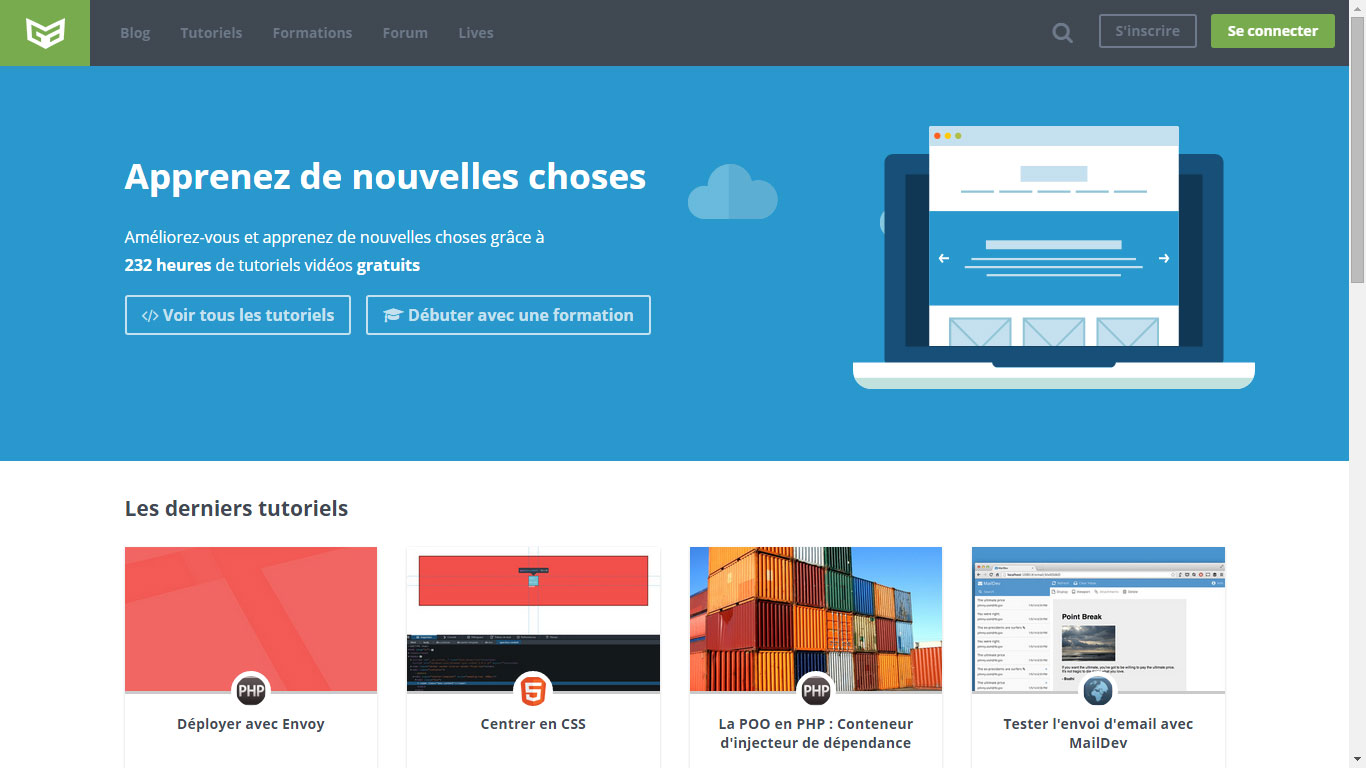 Blog Tutoriels Formations Forum Lives S'inscrire Se connecter
Apprenez de nouvelles choses
Améliorez-vous et apprenez de nouvelles choses grâce à
232 heures de tutoriels vidéos gratuits
</> Voir tous les tutoriels Débuter avec une formation
Les derniers tutoriels
MailDev
Point Break
PHP
5
PHP
Déployer avec Envoy
Centrer en CSS
La POO en PHP : Conteneur
d'injecteur de dépendance
Tester l'envoi d'email avec
MailDev